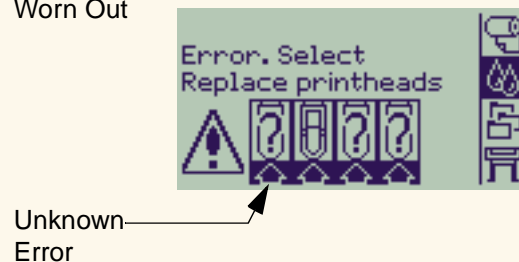 Worn Out
Error. Select
Replace printheads
? ? ?
Unknown
Error